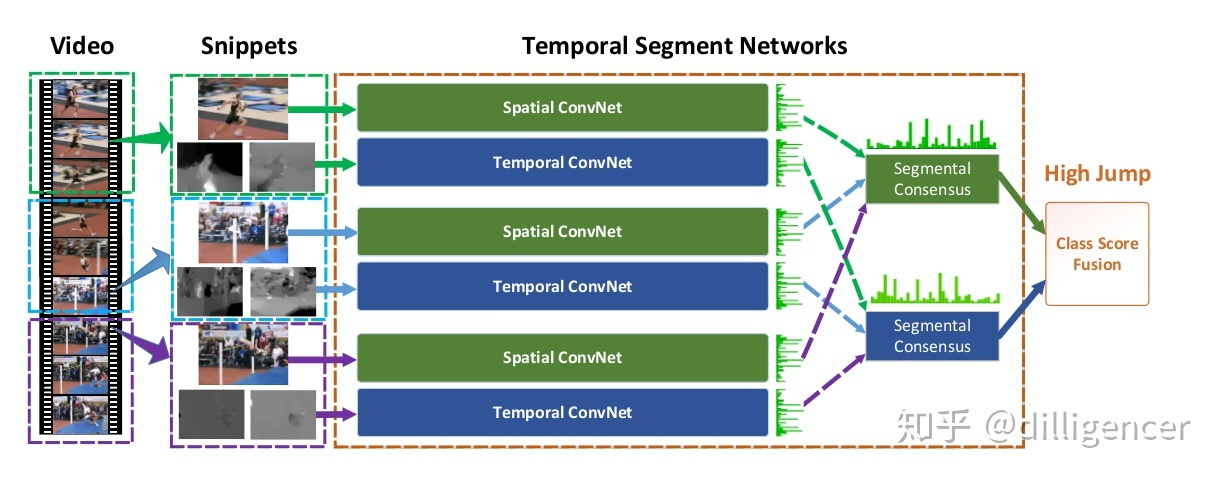 Video
Snippets
Temporal Segment Networks
Spatial ConvNet
Temporal ConvNet
Spatial ConvNet
Temporal ConvNet
Spatial ConvNet
Temporal ConvNet
Segmental
Consensus
Segmental
Consensus
High Jump
Class Score
Fusion
知乎 @dilligencer